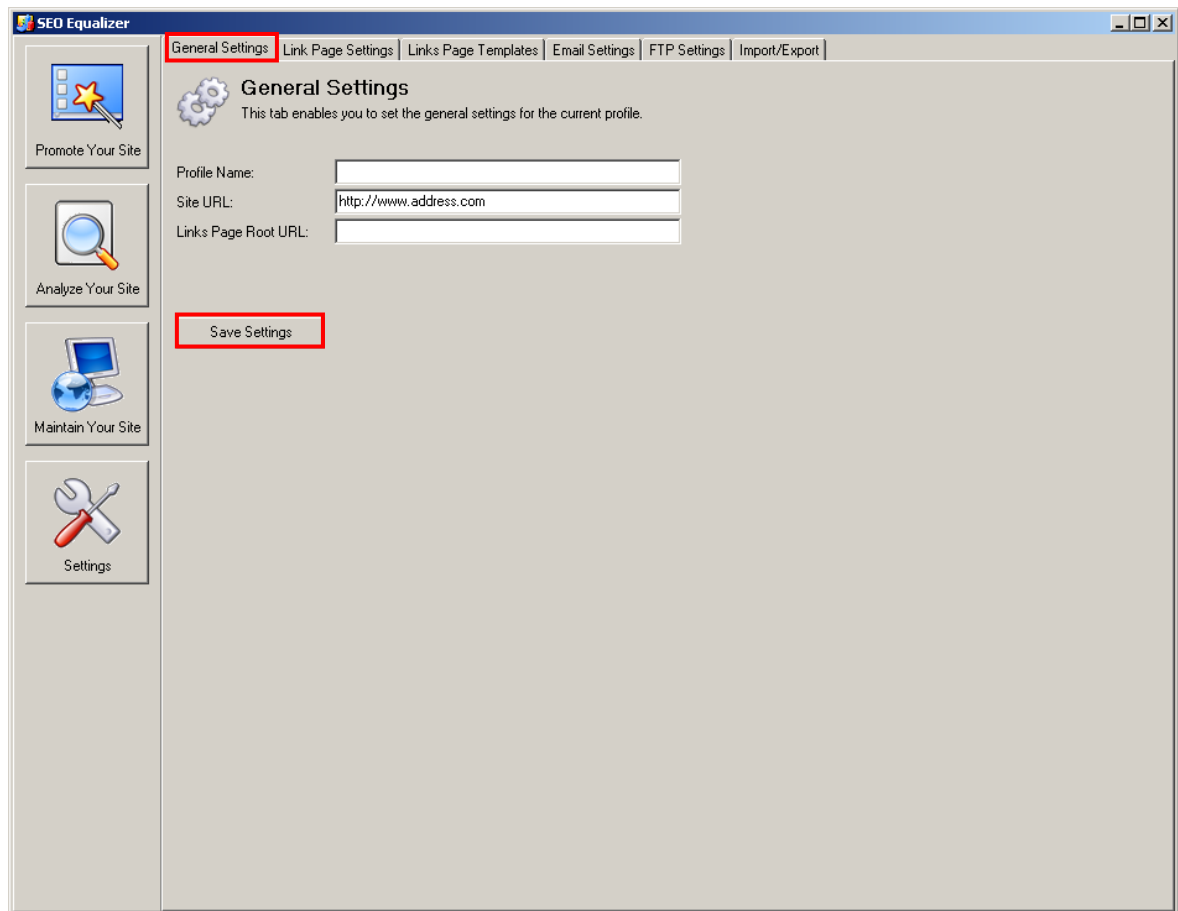 SEO Equalizer
General Settings
Link Page Settings
Links Page Templates
Email Settings
FTP Settings
Import/Export
General Settings
This tab enables you to set the general settings for the current profile.
Promote Your Site
Analyze Your Site
Maintain Your Site
Settings
Profile Name:
Site URL:
http://www.address.com
Links Page Root URL:
Save Settings